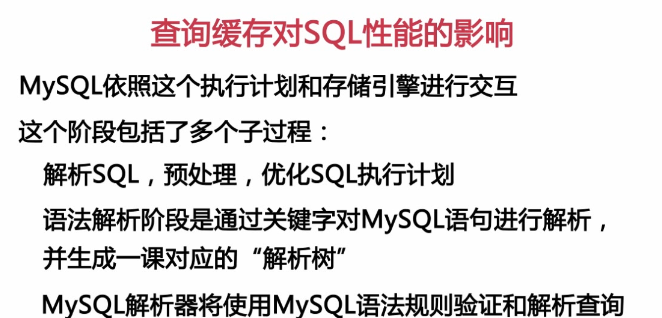 查询缓存对SQL性能的影响
MySQL依照这个执行计划和存储引擎进行交互
这个阶段包括了多个子过程：
解析SQL，预处理，优化SQL执行计划
语法解析阶段是通过关键字对MySQL语句进行解析，
并生成一课对应的“解析树”
MySQL解析器将使用MySQL语法规则验证和解析查询